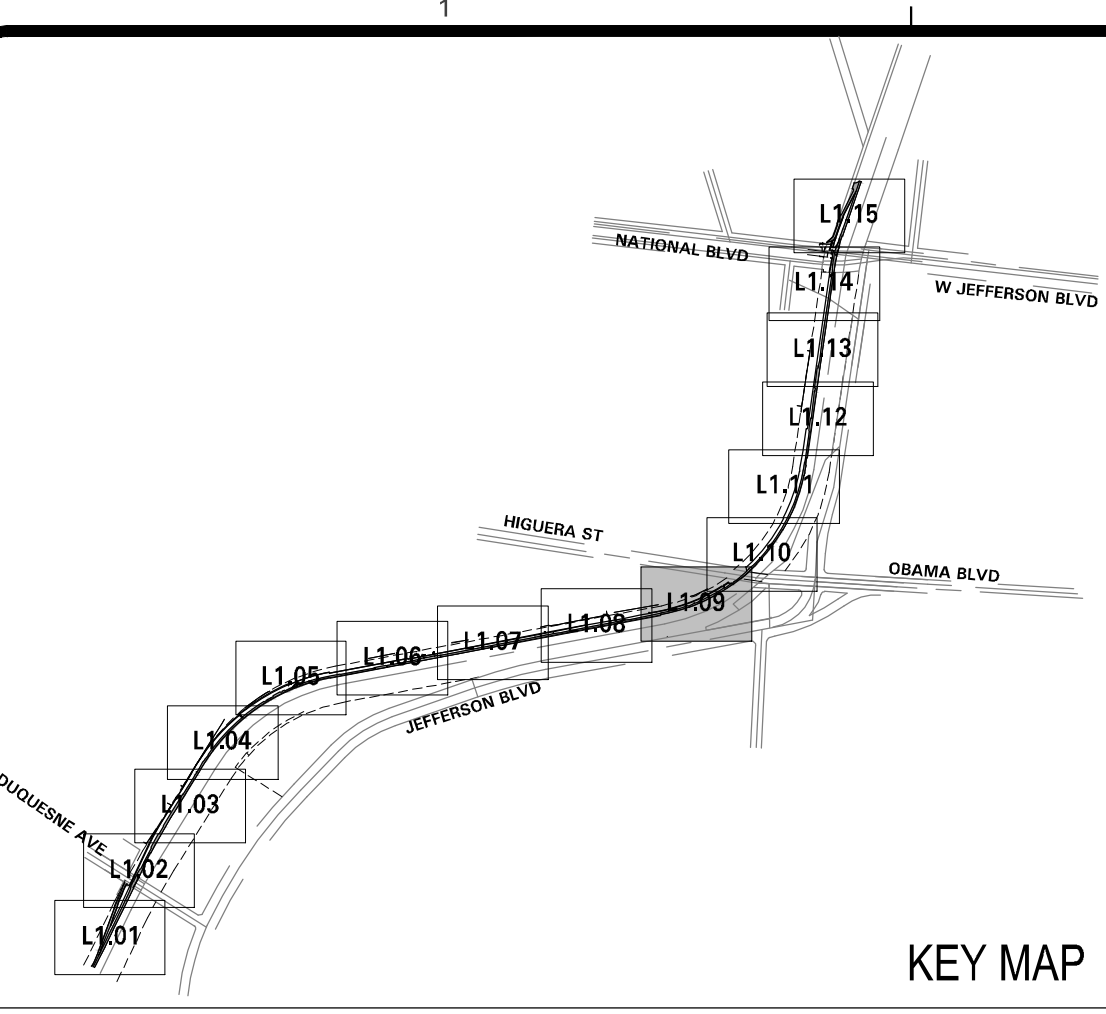 1
L1.15
NATIONAL BLVD
L1.14
W JEFFERSON BLVD
L1.13
L1.12
L1.11
HIGUERA ST
L1.10
OBAMA BLVD
L1.09
L1.08
L1.07
L1.06
L1.05
JEFFERSON BLVD
L1.04
L1.03
DUQUESNE AVE
L1.02
L1.01
KEY MAP